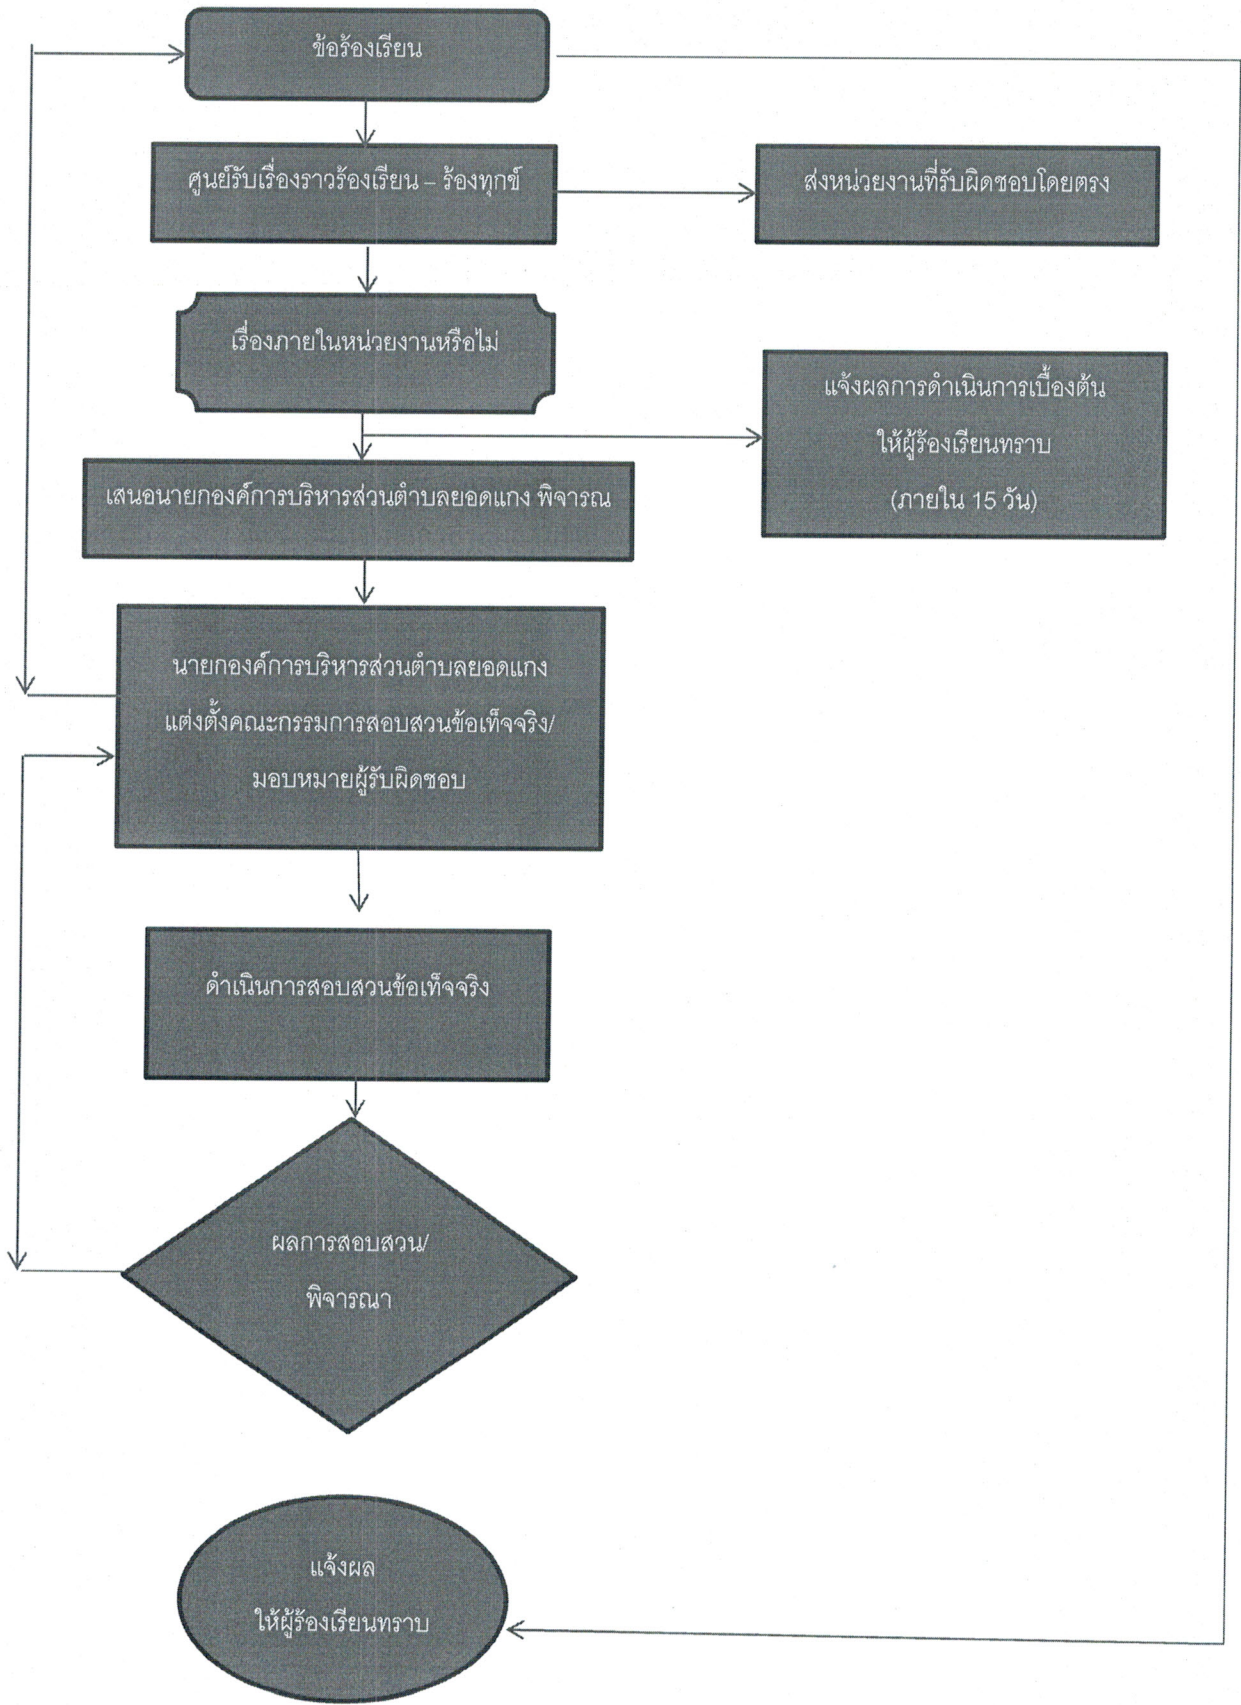 ข้อร้องเรียน
ศูนย์รับเรื่องราวร้องเรียน – ร้องทุกข์
ส่งหน่วยงานที่รับผิดชอบโดยตรง
เรื่องภายในหน่วยงานหรือไม่
แจ้งผลการดำเนินการเบื้องต้น
ให้ผู้ร้องเรียนทราบ
(ภายใน 15 วัน)
เสนอนายกองค์การบริหารส่วนตำบลยอดแกง พิจารณ
นายกองค์การบริหารส่วนตำบลยอดแกง
แต่งตั้งคณะกรรมการสอบสวนข้อเท็จจริง/
มอบหมายผู้รับผิดชอบ
ดำเนินการสอบสวนข้อเท็จจริง
ผลการสอบสวน/
พิจารณา
แจ้งผล
ให้ผู้ร้องเรียนทราบ